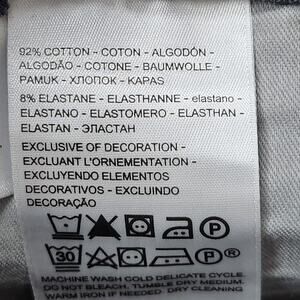 92% COTTON - COTON - ALGODÓN -
ALGODÃO - COTONE - BAUMWOLLE -
PAMUK - ХЛОПОК - KAPAS
8% ELASTANE - ELASTHANNE - elastano -
ELASTANO - ELASTOMERO - ELASTHAN -
ELASTAN - ЭЛАСТАН
EXCLUSIVE OF DECORATION -
EXCLUANT L'ORNEMENTATION -
EXCLUYENDO ELEMENTOS
DECORATIVOS - EXCLUINDO
DECORAÇÃO
P
30 P
MACHINE WASH COLD DELICATE CYCLE.
DO NOT BLEACH. TUMBLE DRY MEDIUM.
WARM IRON IF NEEDED. DRY CLEANING